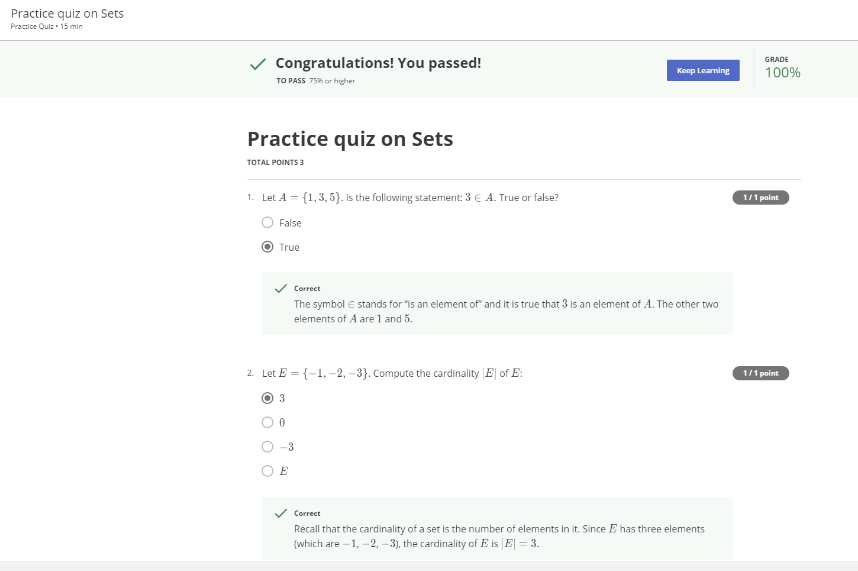 Practice quiz on Sets
Practice Quiz • 15 min
Congratulations! You passed!
TO PASS 75% or higher
Keep Learning
GRADE
100%
Practice quiz on Sets
TOTAL POINTS 3
1. Let A = {1, 3, 5}. Is the following statement: 3 ∈ A. True or false?
1 / 1 point
False
True
Correct
The symbol ∈ stands for "is an element of" and it is true that 3 is an element of A. The other two
elements of A are 1 and 5.
2. Let E = {−1, −2, −3}. Compute the cardinality |E| of E:
1 / 1 point
3
0
−3
E
Correct
Recall that the cardinality of a set is the number of elements in it. Since E has three elements
(which are −1, −2, −3), the cardinality of E is |E| = 3.